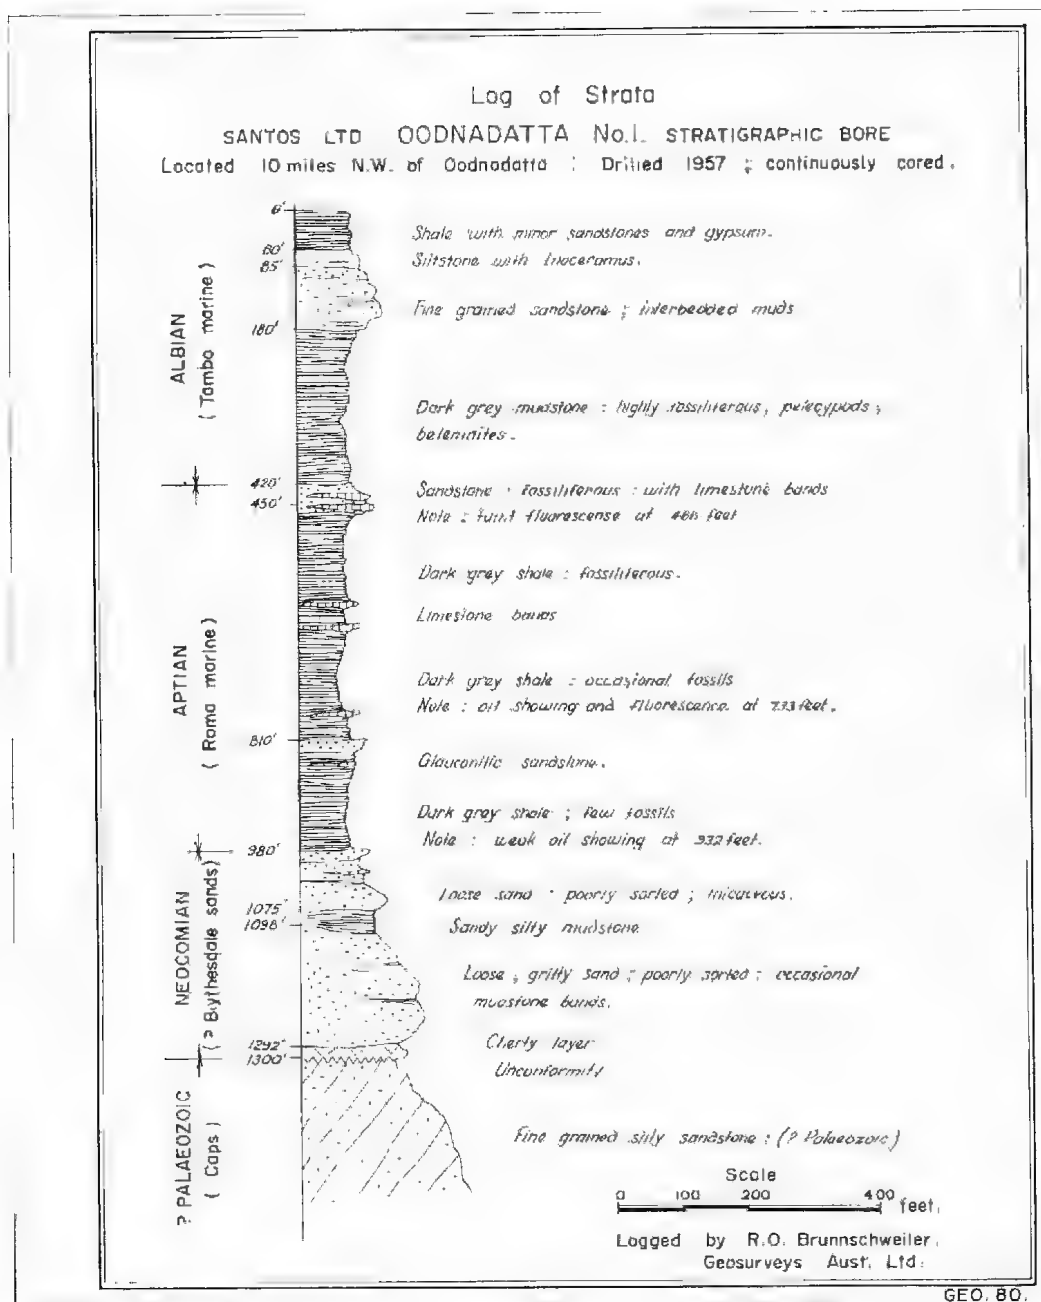 Log of Strata
SANTOS LTD OODNADATTA No.1. STRATIGRAPHIC BORE
Located 10 miles N.W. of Oodnadatta : Drilled 1957 ; continuously cored.
0'
Shale with minor sandstones and gypsum.
60'
Siltstone with Inoceramus.
85'
Fine grained sandstone ; interbedded muds
180'
ALBIAN
(Tambo marine)
Dark grey mudstone : highly fossiliferous, pelecypods ;
belemnites.
420'
Sandstone : fossiliferous : with limestone bands
450'
Note : faint fluorescense at feet
Dark grey shale : fossiliferous.
Limestone bands
APTIAN
(Roma marine)
Dark grey shale : occasional fossils
Note : oil showing and fluorescence at 733 feet.
810'
Glauconitic sandstone.
Dark grey shale ; few fossils
Note : weak oil showing at 932 feet.
980'
NEOCOMIAN
(? Blythesdale sands)
Loose sand : poorly sorted ; micaceous.
1075'
1098'
Sandy silty mudstone
Loose ; gritty sand ; poorly sorted ; occasional
mudstone bands.
1292'
Cherty layer
1300'
Unconformity
? PALAEOZOIC
(Caps)
Fine grained silty sandstone ; (? Palaeozoic)
Scale
0 100 200 400 feet.
Logged by R.O. Brunnschweiler.
Geosurveys Aust. Ltd.
GEO. 80.